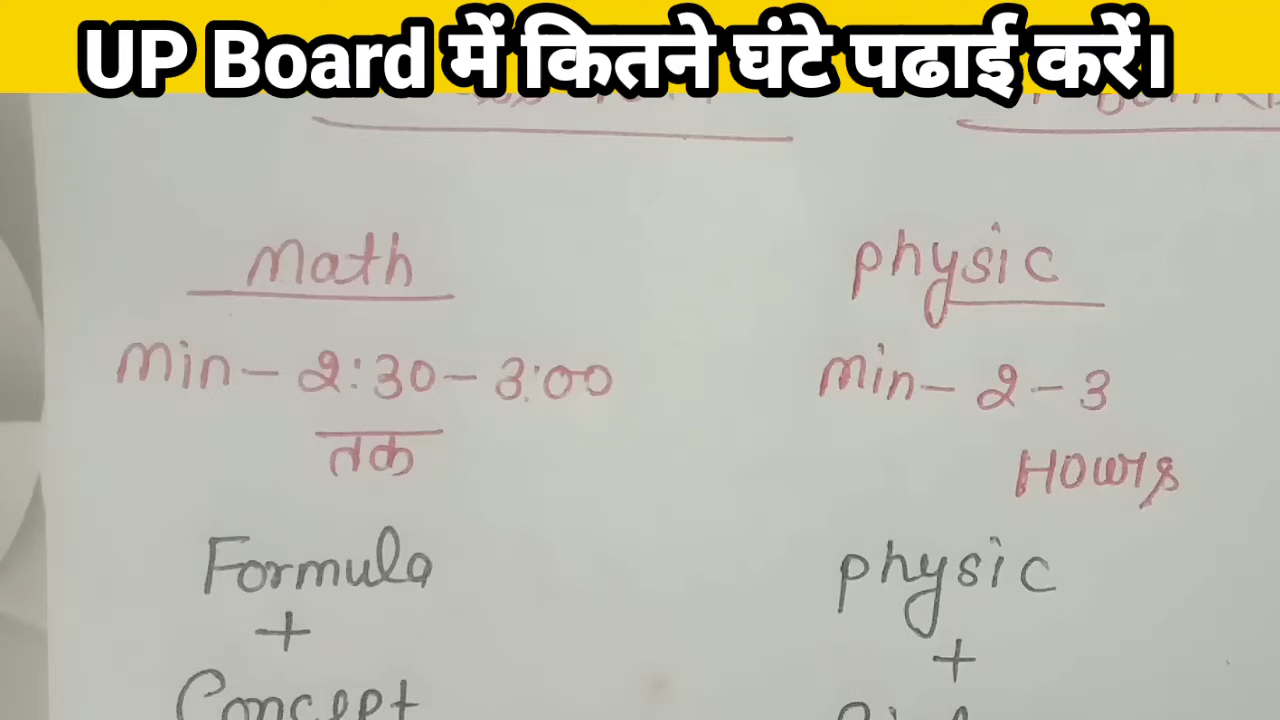 UP Board में कितने घंटे पढाई करें।
Math
min - 2:30 - 3:00
तक
Formula
+
Concept
physic
min - 2 - 3
Hours
physic
+